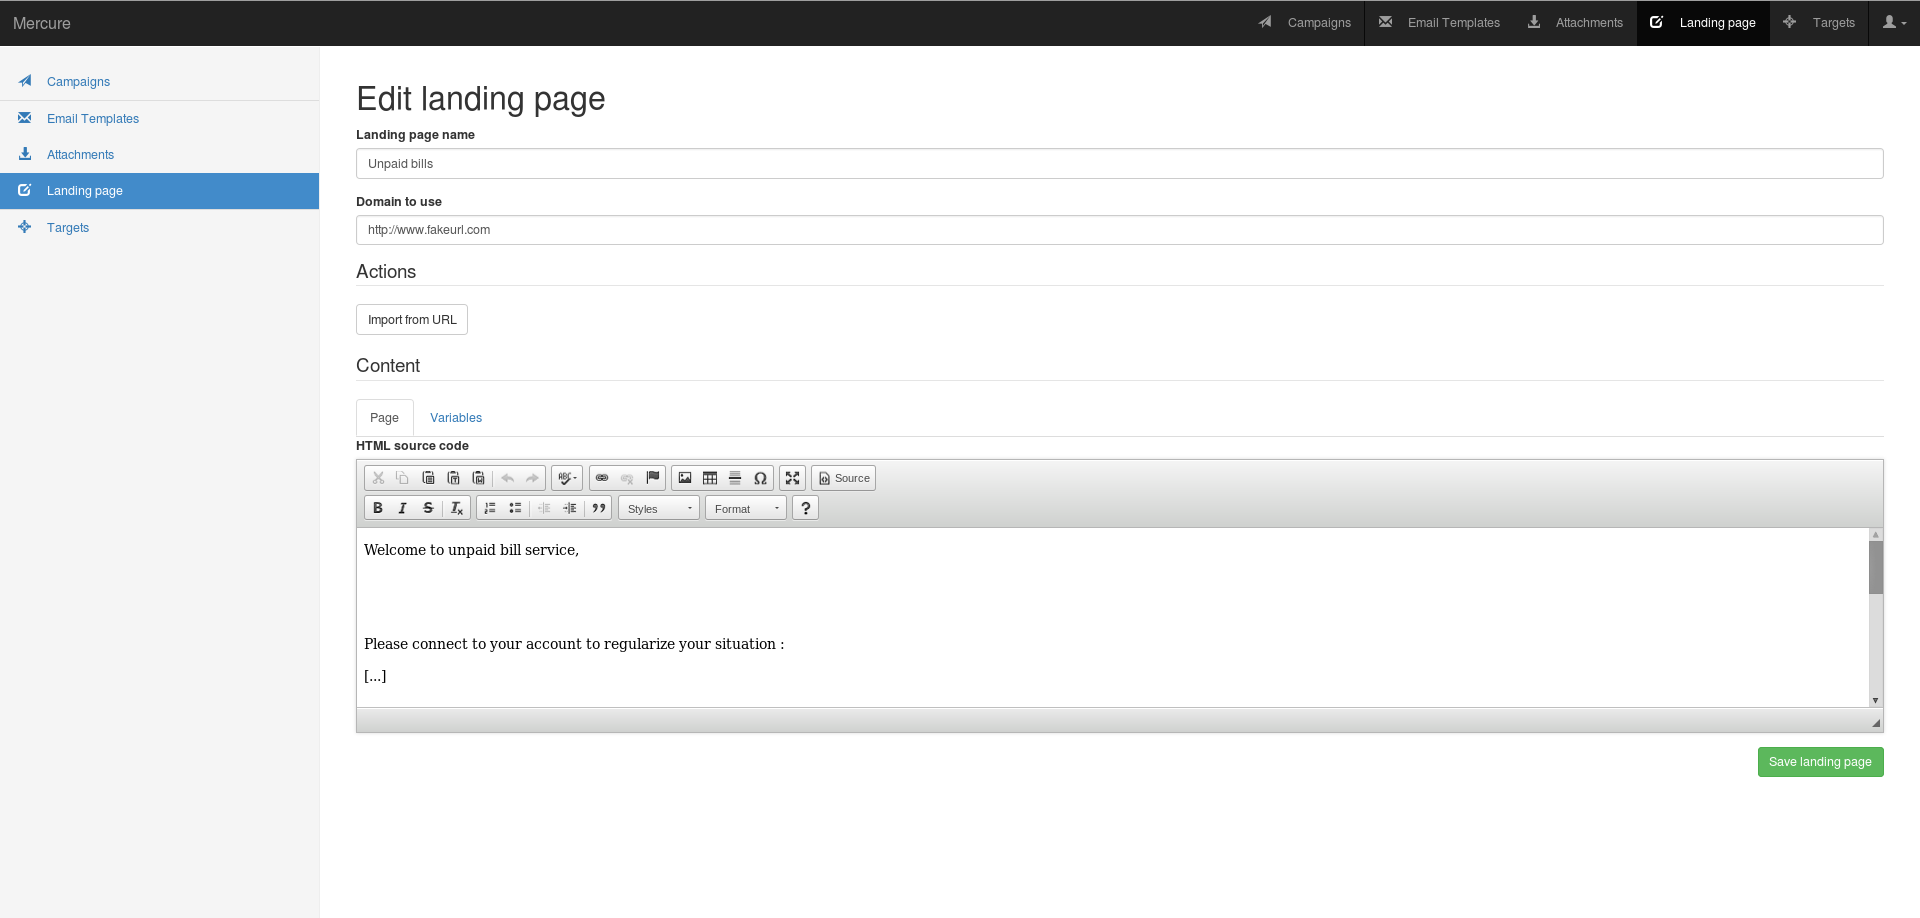 Mercure
Campaigns
Email Templates
Attachments
Landing page
Targets
Campaigns
Email Templates
Attachments
Landing page
Targets
Edit landing page
Landing page name
Unpaid bills
Domain to use
http://www.fakeurl.com
Actions
Import from URL
Content
Page
Variables
HTML source code
ABC
Source
B I S Ix
Styles
Format
?
Welcome to unpaid bill service,
Please connect to your account to regularize your situation :
[...]
Save landing page